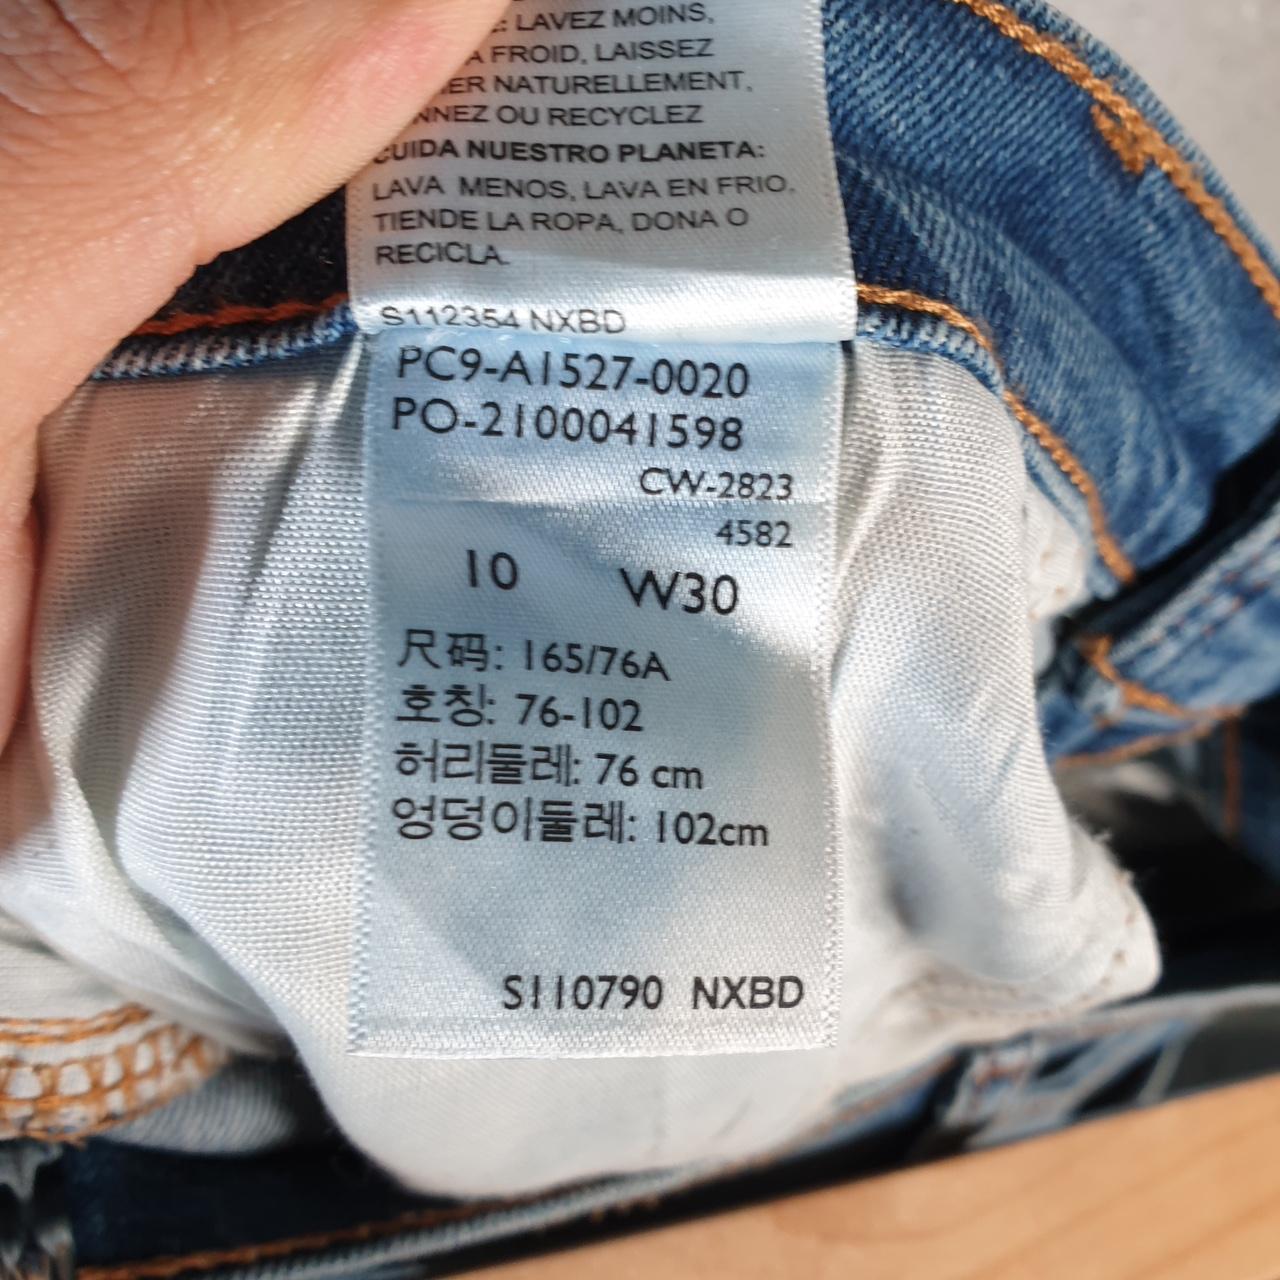 : LAVEZ MOINS,
A FROID, LAISSEZ
NATURELLEMENT,
OU RECYCLEZ
CUIDA NUESTRO PLANETA:
LAVA MENOS, LAVA EN FRIO,
TIENDE LA ROPA, DONA O
RECICLA.
S112354 NXBD
PC9-A1527-0020
PO-2100041598
CW-2823
4582
10 W30
尺码: 165/76A
호칭: 76-102
허리둘레: 76 cm
엉덩이둘레: 102cm
S110790 NXBD